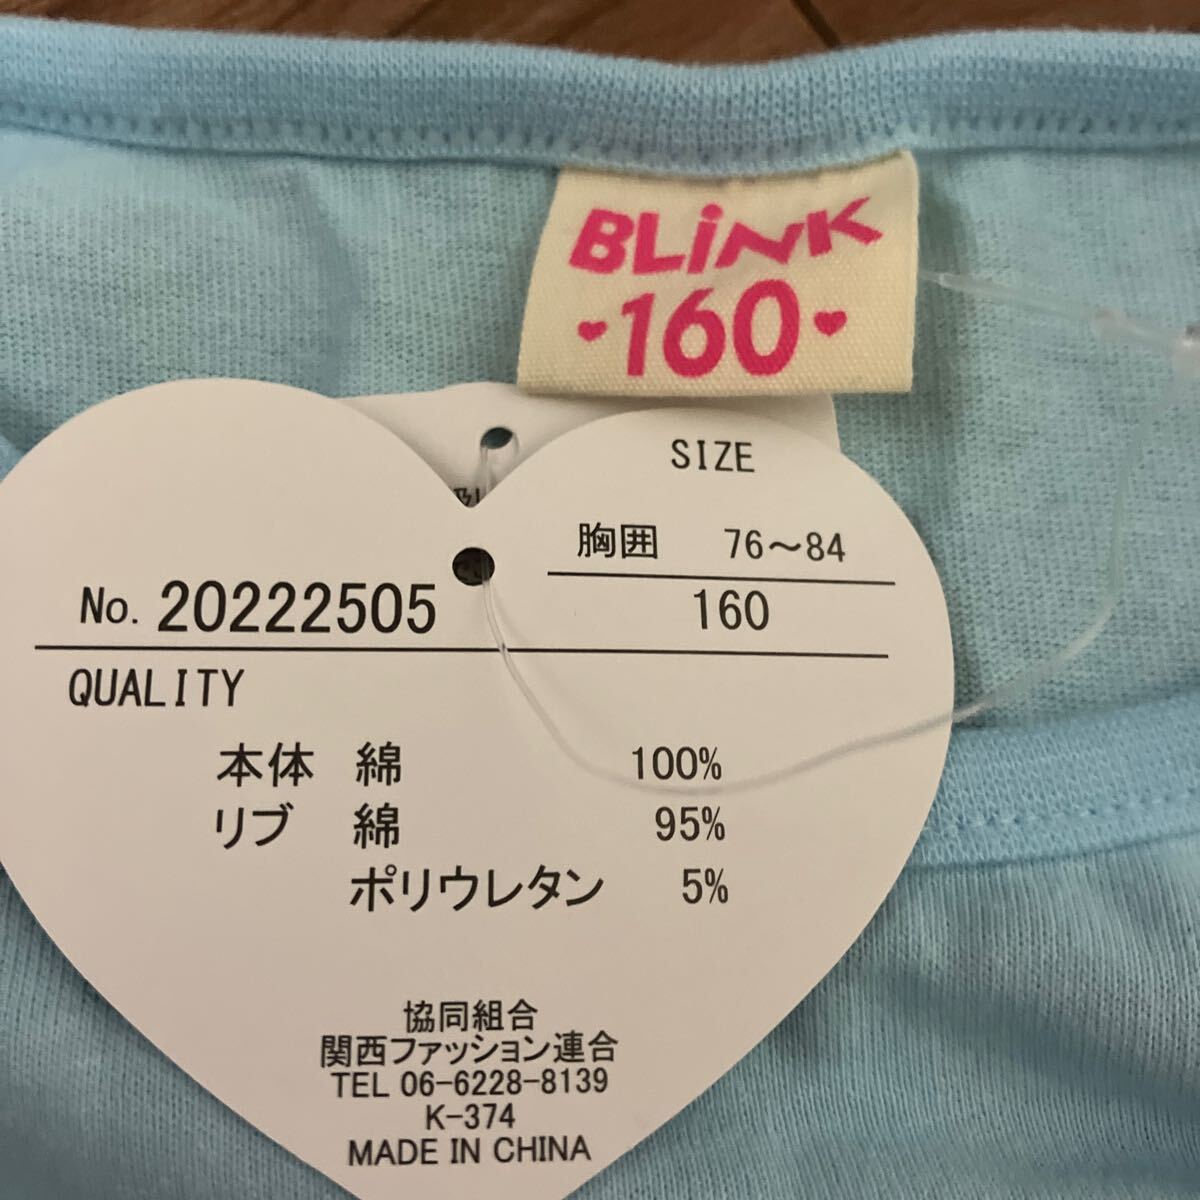 BLiNK
160
SIZE
胸囲 76～84
No. 20222505 160
QUALITY
本体 綿 100%
リブ 綿 95%
ポリウレタン 5%
協同組合
関西ファッション連合
TEL 06-6228-8139
K-374
MADE IN CHINA